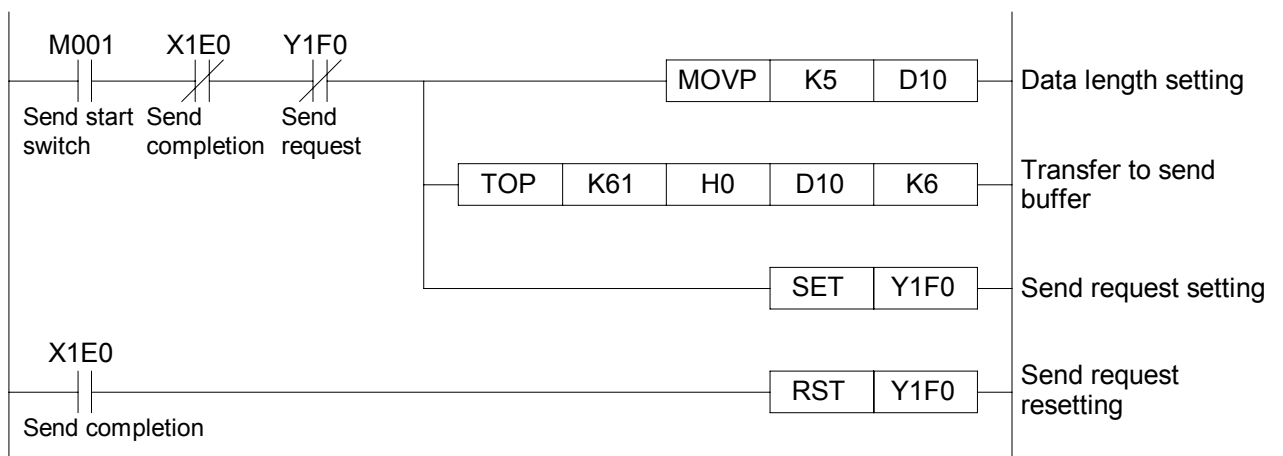 M001 X1E0 Y1F0
MOVP K5 D10 Data length setting
Send start Send Send
switch completion request
TOP K61 H0 D10 K6 Transfer to send
buffer
SET Y1F0 Send request setting
X1E0
RST Y1F0 Send request
resetting
Send completion